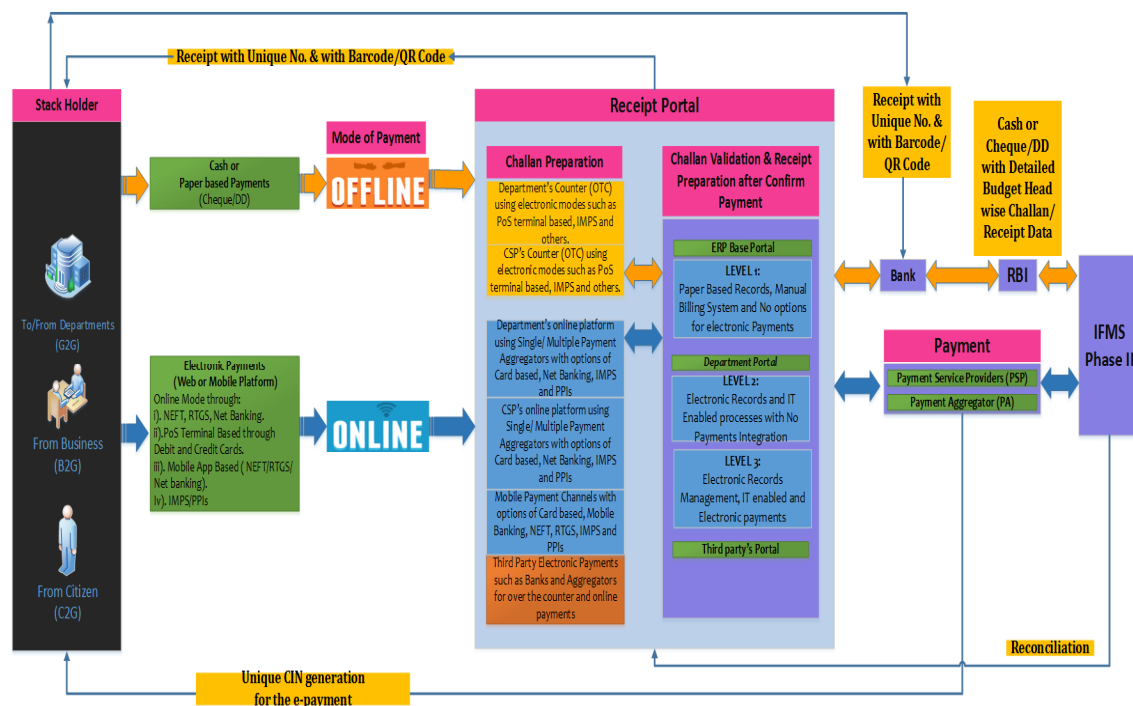 Receipt with Unique No. & with Barcode/QR Code
Stack Holder
To/From Departments
(G2G)
From Business
(B2G)
From Citizen
(C2G)
Cash or
Paper based Payments
(Cheque/DD)
Mode of Payment
OFFLINE
Electronic Payments
(Web or Mobile Platform)
Online Mode through:
i). NEFT, RTGS, Net Banking.
ii).PoS Terminal Based through
Debit and Credit Cards.
iii). Mobile App Based ( NEFT/RTGS/
Net banking).
Iv). IMPS/PPIs
ONLINE
Receipt Portal
Challan Preparation
Department's Counter (OTC)
using electronic modes such as
PoS terminal based, IMPS and
others.
CSP's Counter (OTC) using
electronic modes such as PoS
terminal based, IMPS and others.
Department's online platform
using Single/ Multiple Payment
Aggregators with options of
Card based, Net Banking, IMPS
and PPIs
CSP's online platform using
Single/ Multiple Payment
Aggregators with options of
Card based, Net Banking, IMPS
and PPIs
Mobile Payment Channels with
options of Card based, Mobile
Banking, NEFT, RTGS, IMPS and
PPIs
Third Party Electronic Payments
such as Banks and Aggregators
for over the counter and online
payments
Challan Validation & Receipt
Preparation after Confirm
Payment
ERP Base Portal
LEVEL 1:
Paper Based Records, Manual
Billing System and No options
for electronic Payments
Department Portal
LEVEL 2:
Electronic Records and IT
Enabled processes with No
Payments Integration
LEVEL 3:
Electronic Records
Management, IT enabled and
Electronic payments
Third party's Portal
Receipt with
Unique No. &
with Barcode/
QR Code
Cash or
Cheque/DD
with Detailed
Budget Head
wise Challan/
Receipt Data
Bank
RBI
IFMS
Phase II
Payment
Payment Service Providers (PSP)
Payment Aggregator (PA)
Reconciliation
Unique CIN generation
for the e-payment